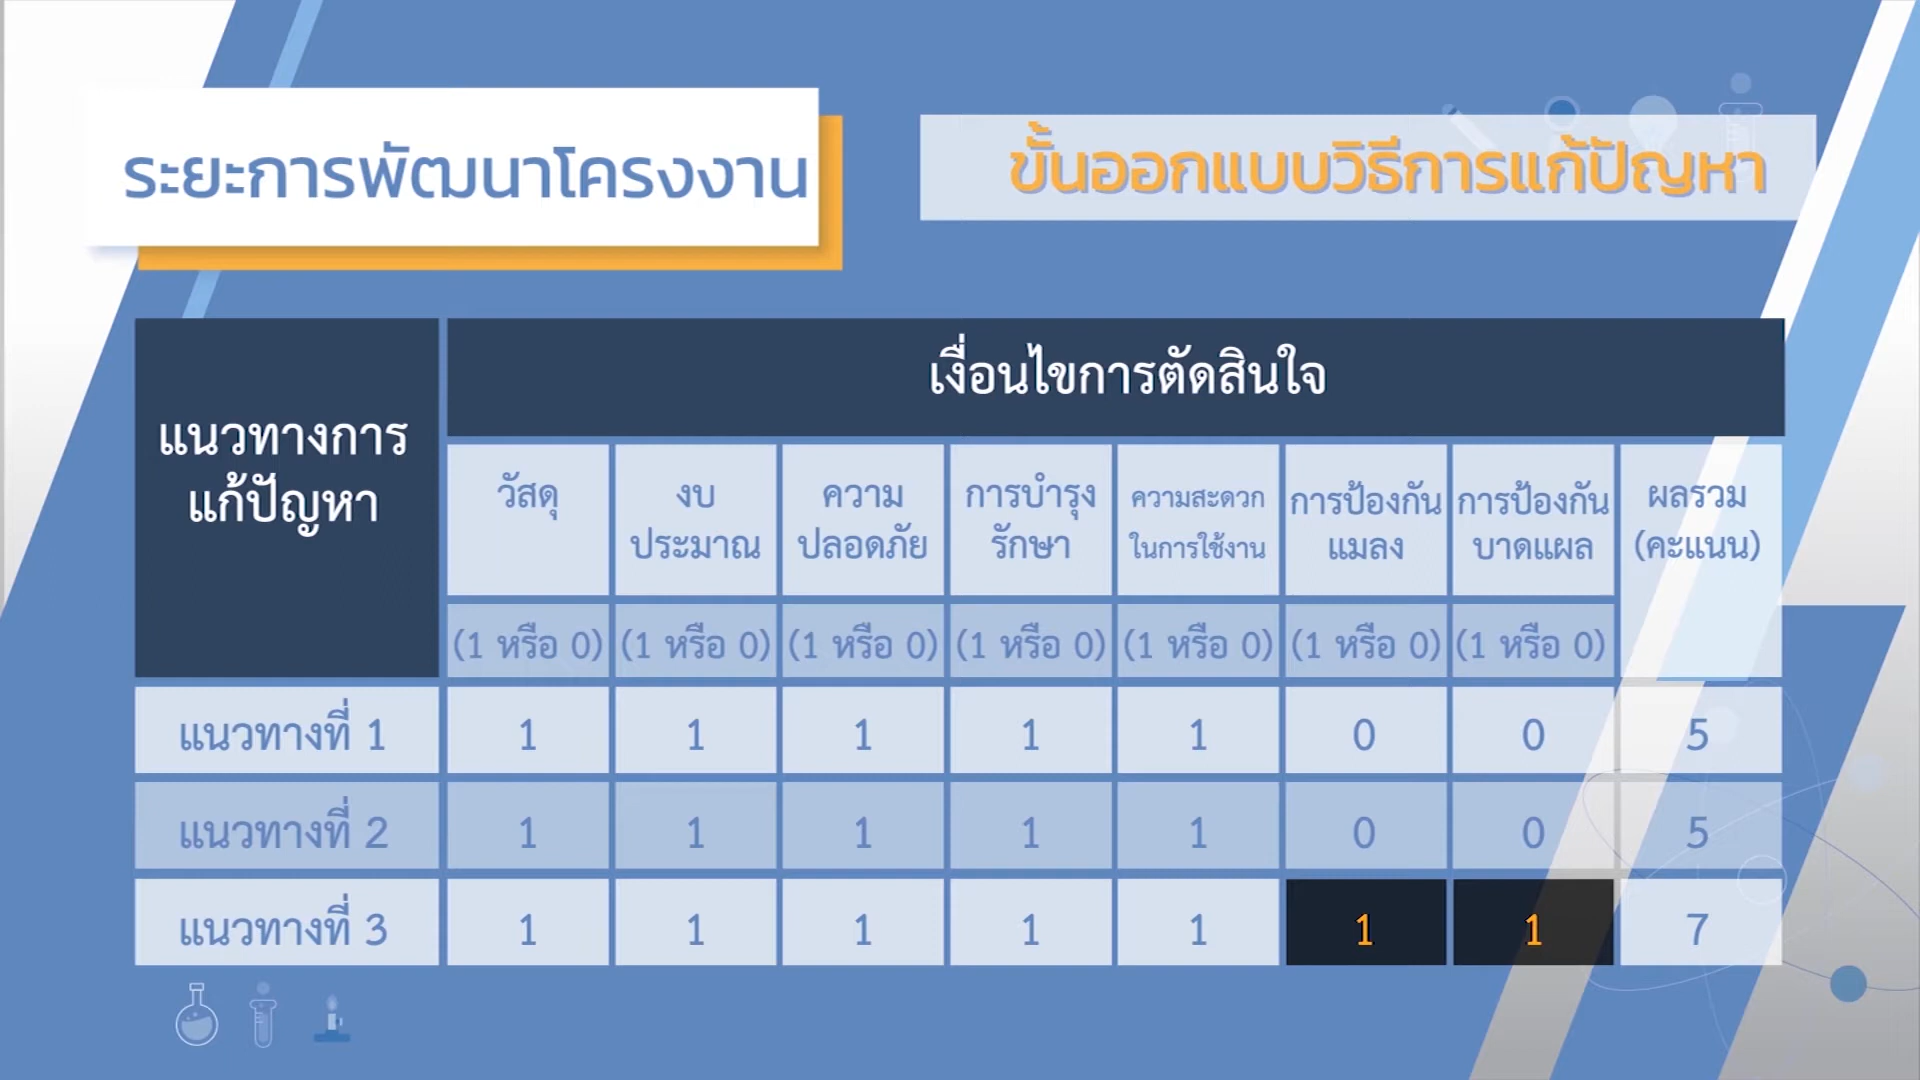 ระยะการพัฒนาโครงงาน
ขั้นออกแบบวิธีการแก้ปัญหา
แนวทางการ
แก้ปัญหา
เงื่อนไขการตัดสินใจ
วัสดุ
งบ
ประมาณ
ความ
ปลอดภัย
การบำรุง
รักษา
ความสะดวก
ในการใช้งาน
การป้องกัน
แมลง
การป้องกัน
บาดแผล
ผลรวม
(คะแนน)
(1 หรือ 0) (1 หรือ 0) (1 หรือ 0) (1 หรือ 0) (1 หรือ 0) (1 หรือ 0) (1 หรือ 0)
แนวทางที่ 1 1 1 1 1 1 0 0 5
แนวทางที่ 2 1 1 1 1 1 0 0 5
แนวทางที่ 3 1 1 1 1 1 1 1 7